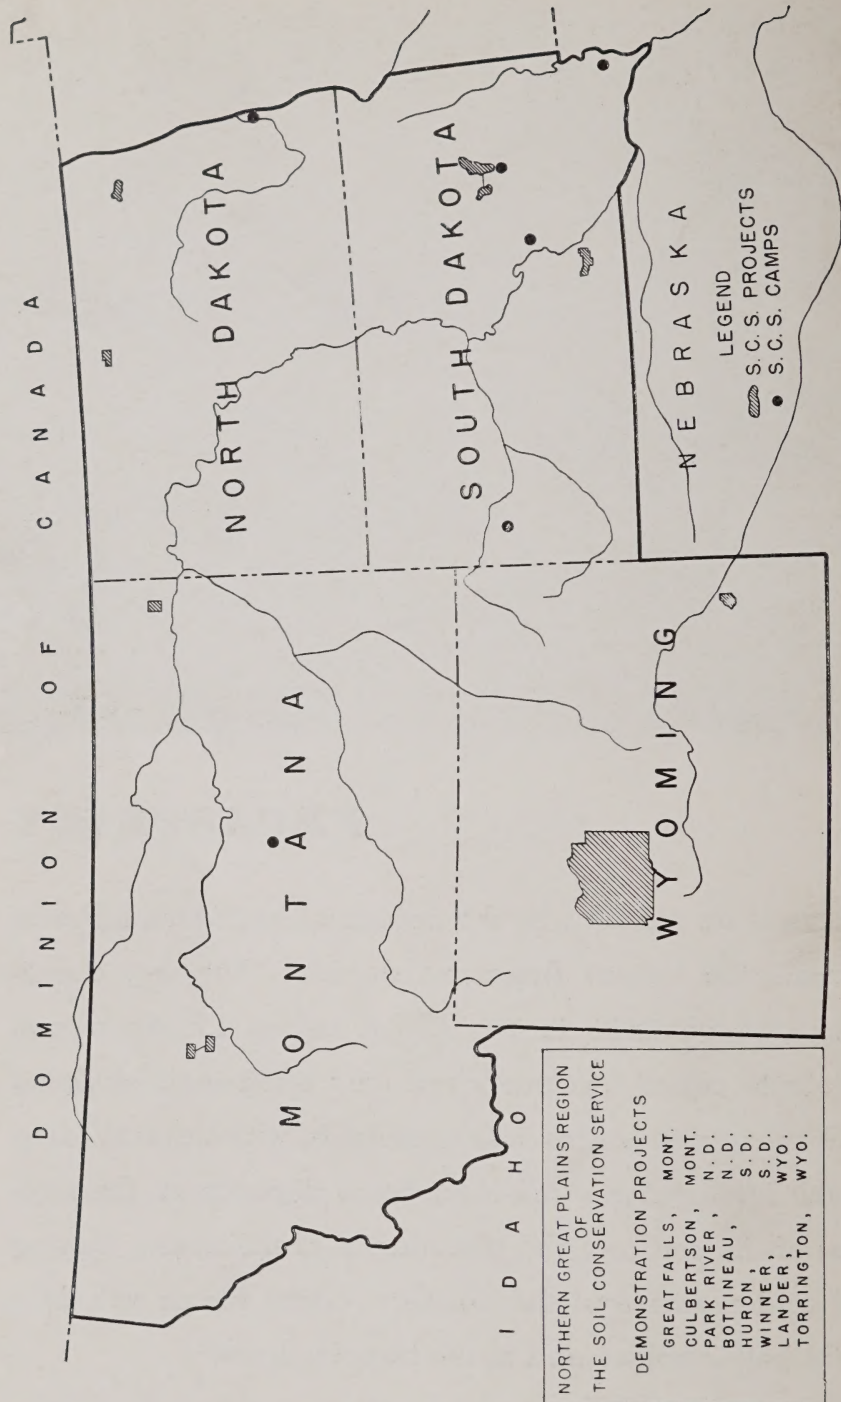 DOMINION OF CANADA
MONTANA
NORTH DAKOTA
SOUTH DAKOTA
WYOMING
NEBRASKA
IDAHO
LEGEND
S.C.S. PROJECTS
S.C.S. CAMPS
NORTHERN GREAT PLAINS REGION
OF
THE SOIL CONSERVATION SERVICE
DEMONSTRATION PROJECTS
GREAT FALLS, MONT.
CULBERTSON, MONT.
PARK RIVER, N.D.
BOTTINEAU, N.D.
HURON, S.D.
WINNER, S.D.
LANDER, WYO.
TORRINGTON, WYO.